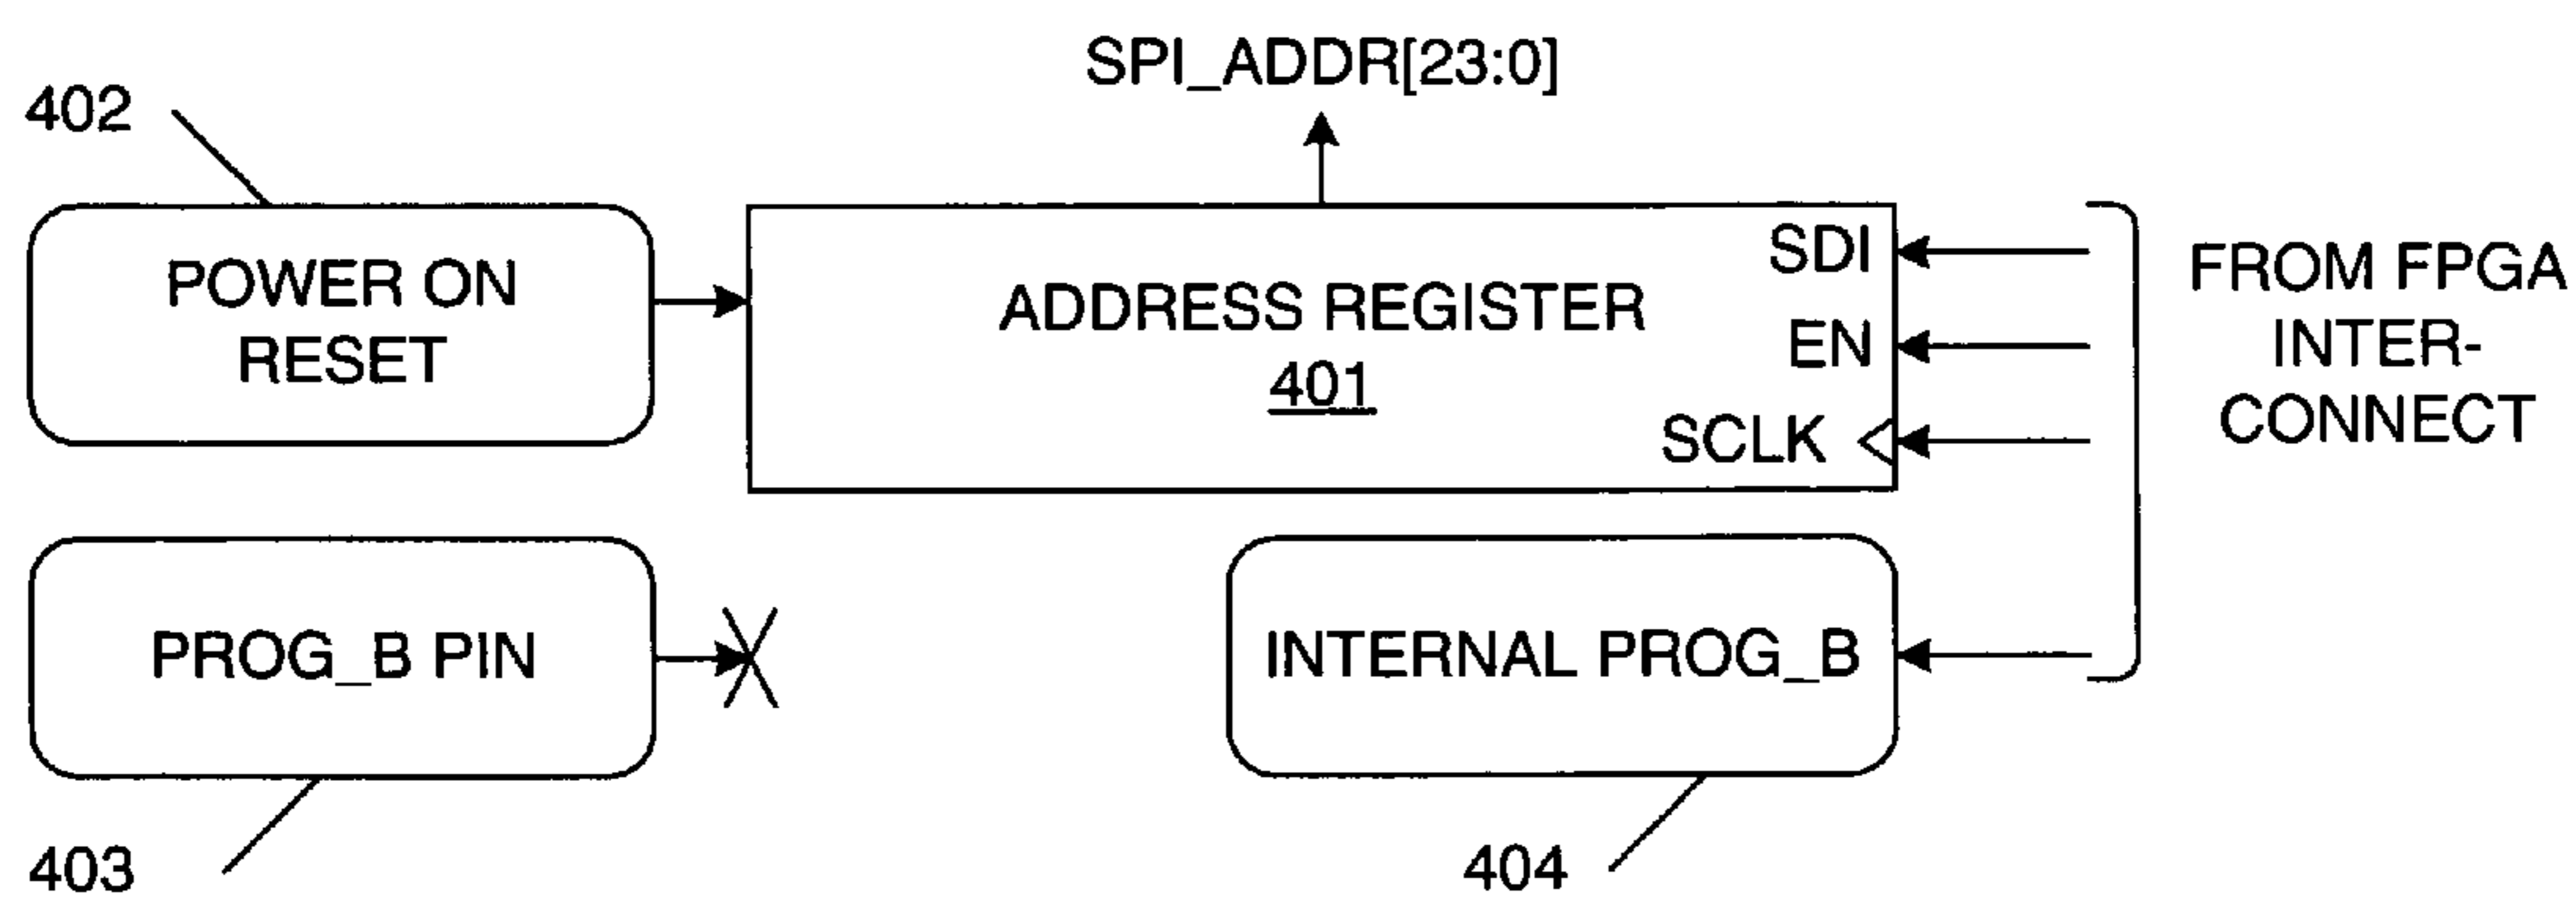 SPI_ADDR[23:0]
402
POWER ON
RESET
ADDRESS REGISTER
401
SDI
EN
SCLK
FROM FPGA
INTER-
CONNECT
PROG_B PIN
INTERNAL PROG_B
403
404